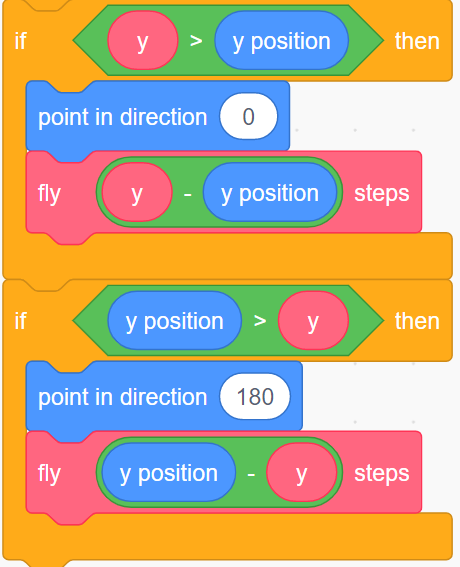 if y > y position then
point in direction 0
fly y - y position steps
if y position > y then
point in direction 180
fly y position - y steps